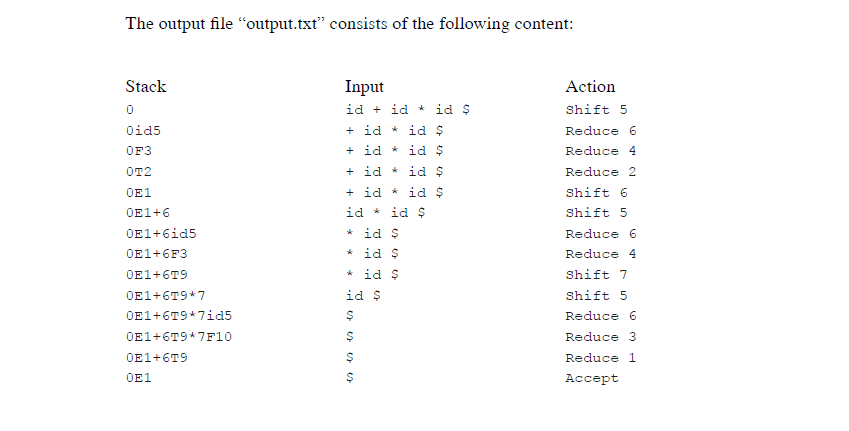 The output file “output.txt” consists of the following content:
Stack Input Action
0 id + id * id $ Shift 5
0id5 + id * id $ Reduce 6
0F3 + id * id $ Reduce 4
0T2 + id * id $ Reduce 2
0E1 + id * id $ Shift 6
0E1+6 id * id $ Shift 5
0E1+6id5 * id $ Reduce 6
0E1+6F3 * id $ Reduce 4
0E1+6T9 * id $ Shift 7
0E1+6T9*7 id $ Shift 5
0E1+6T9*7id5 $ Reduce 6
0E1+6T9*7F10 $ Reduce 3
0E1+6T9 $ Reduce 1
0E1 $ Accept